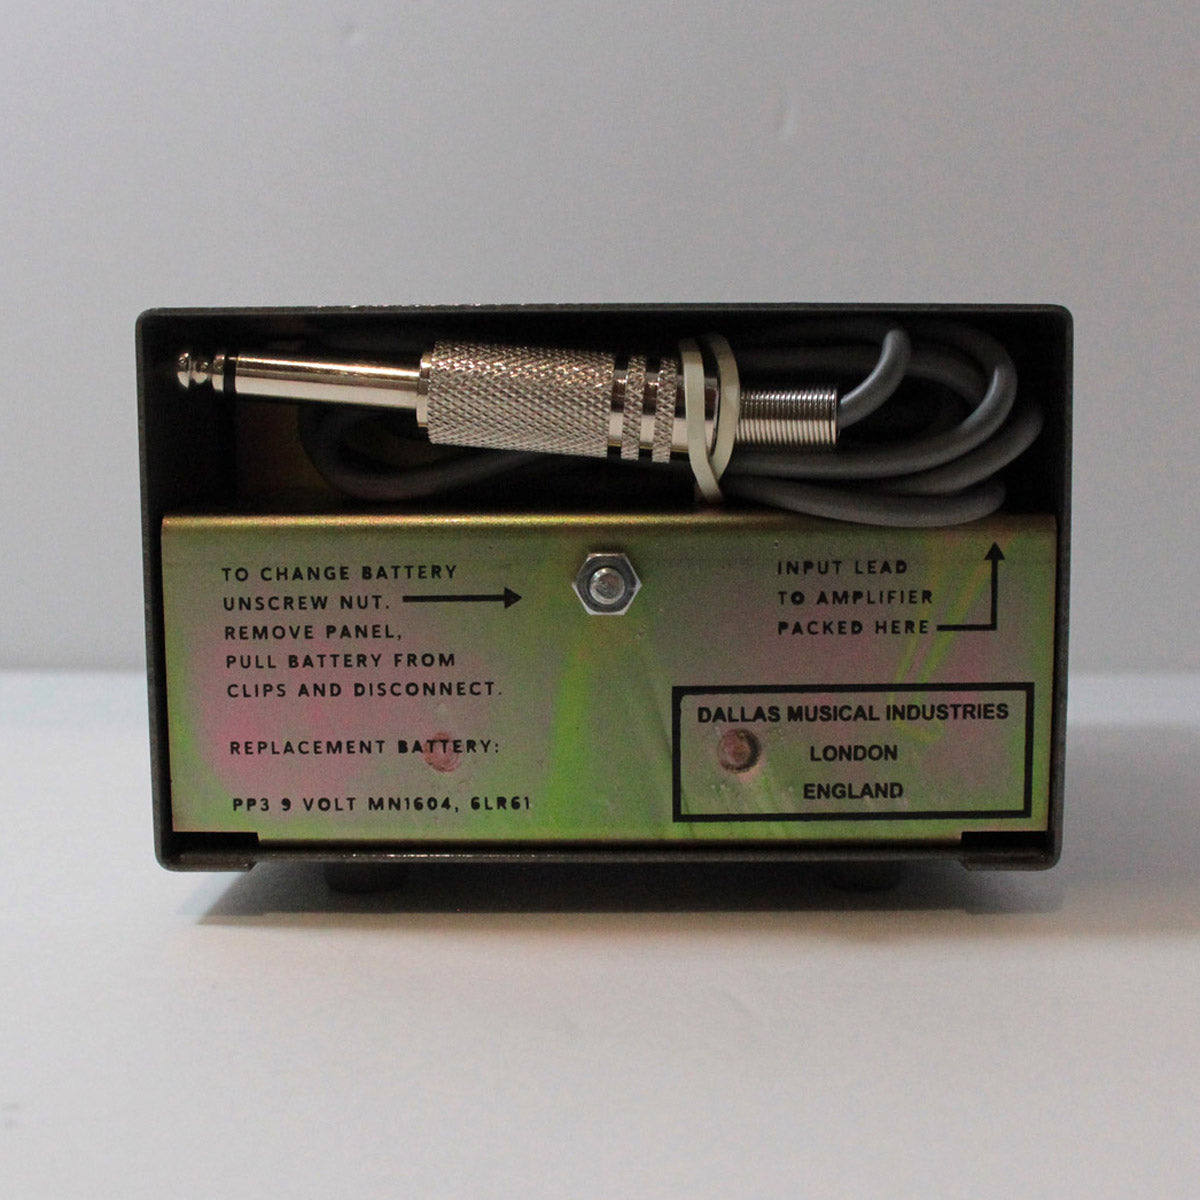 TO CHANGE BATTERY
UNSCREW NUT.
REMOVE PANEL,
PULL BATTERY FROM
CLIPS AND DISCONNECT.
REPLACEMENT BATTERY:
PP3 9 VOLT MN1604, 6LR61
INPUT LEAD
TO AMPLIFIER
PACKED HERE
DALLAS MUSICAL INDUSTRIES
LONDON
ENGLAND